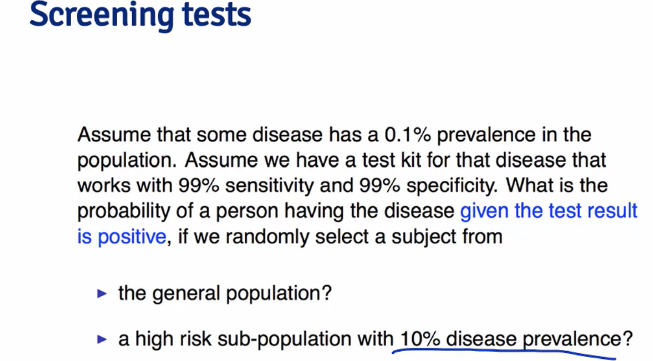 Screening tests
Assume that some disease has a 0.1% prevalence in the
population. Assume we have a test kit for that disease that
works with 99% sensitivity and 99% specificity. What is the
probability of a person having the disease given the test result
is positive, if we randomly select a subject from
► the general population?
► a high risk sub-population with 10% disease prevalence?